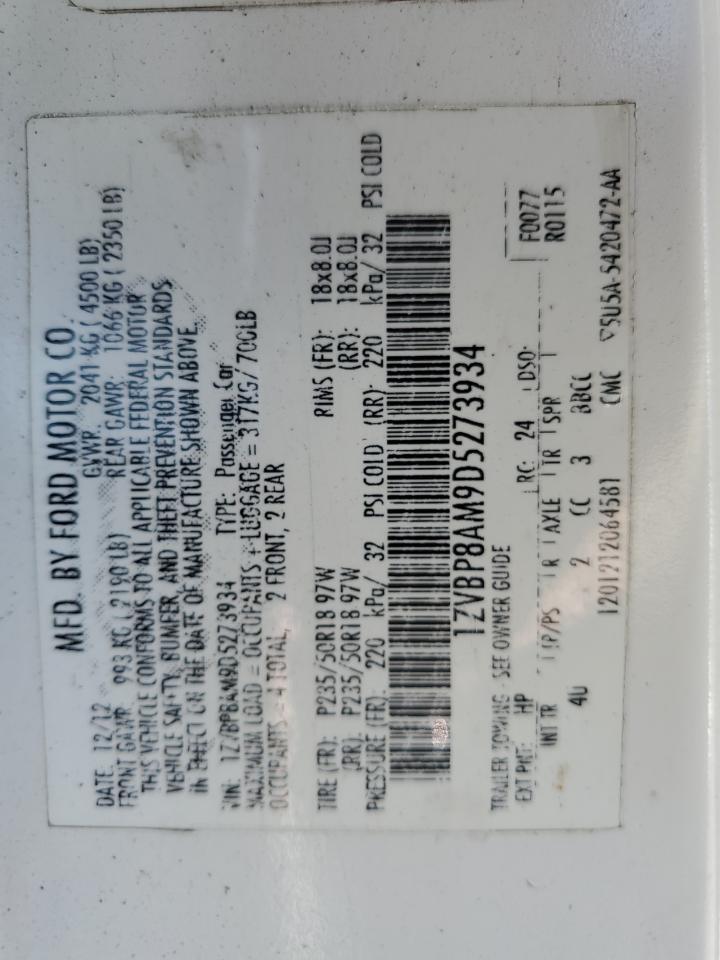 MFD. BY FORD MOTOR CO.
DATE: 12/12 GVWR: 2041 KG ( 4500 LB)
FRONT GAWR: 993 KG ( 2190 LB) REAR GAWR: 1066 KG ( 2350 LB)
THIS VEHICLE CONFORMS TO ALL APPLICABLE FEDERAL MOTOR
VEHICLE SAFETY, BUMPER, AND THEFT PREVENTION STANDARDS
IN EFFECT ON THE DATE OF MANUFACTURE SHOWN ABOVE.
VIN: 1ZVBP8AM9D5273934 TYPE: Passenger Car
MAXIMUM LOAD = OCCUPANTS + LUGGAGE = 317KG / 700LB
OCCUPANTS = 4 TOTAL, 2 FRONT, 2 REAR
TIRE (FR): P235/50R18 97W RIMS (FR): 18x8.0J
(RR): P235/50R18 97W (RR): 18x8.0J
PRESSURE (FR): 220 kPa/ 32 PSI COLD (RR): 220 kPa/ 32 PSI COLD
1ZVBP8AM9D5273934
TRAILER TOWING - SEE OWNER GUIDE
EXT PNT: HP RC: 24 DSO: F0077
R0115
INT TR TP/PS R AXLE TR SPR
4U 2 CC 3 BBCC
1201212064581 CMC 5U5A-5420472-AA